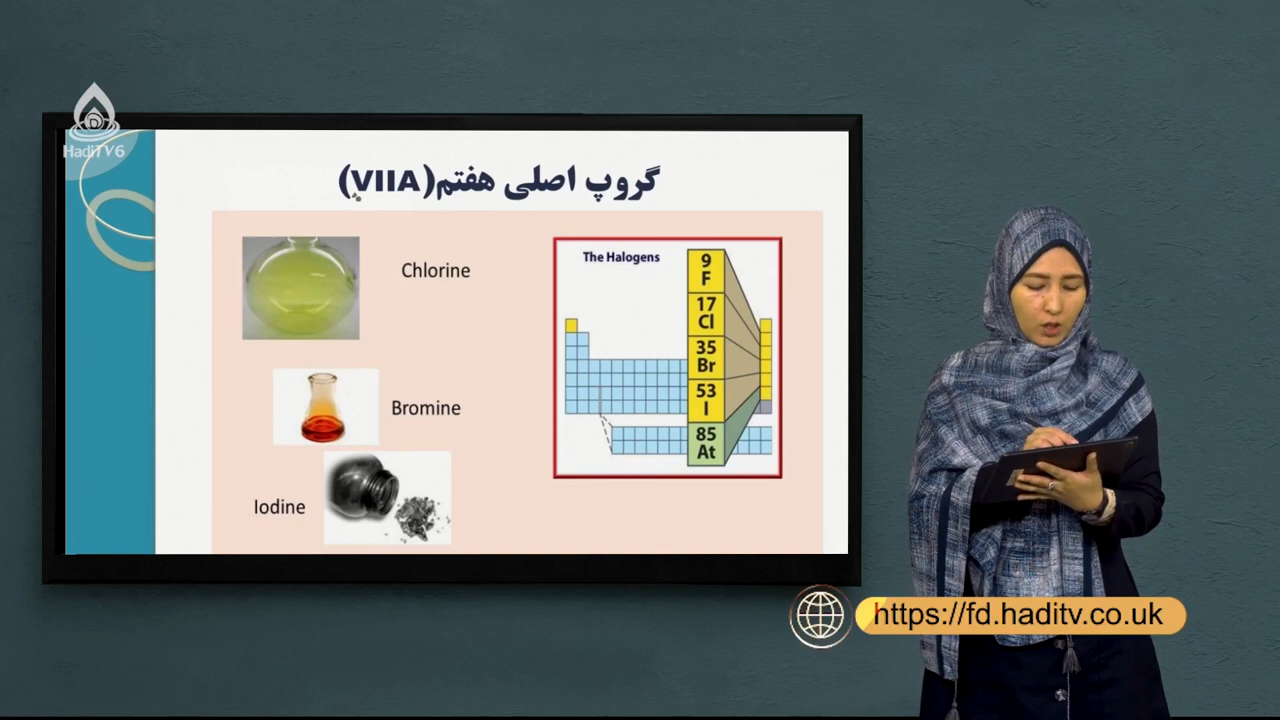 HadiTV6
گروپ اصلی هفتم(VIIA)
Chlorine
Bromine
Iodine
The Halogens
9
F
17
Cl
35
Br
53
I
85
At
https://fd.haditv.co.uk